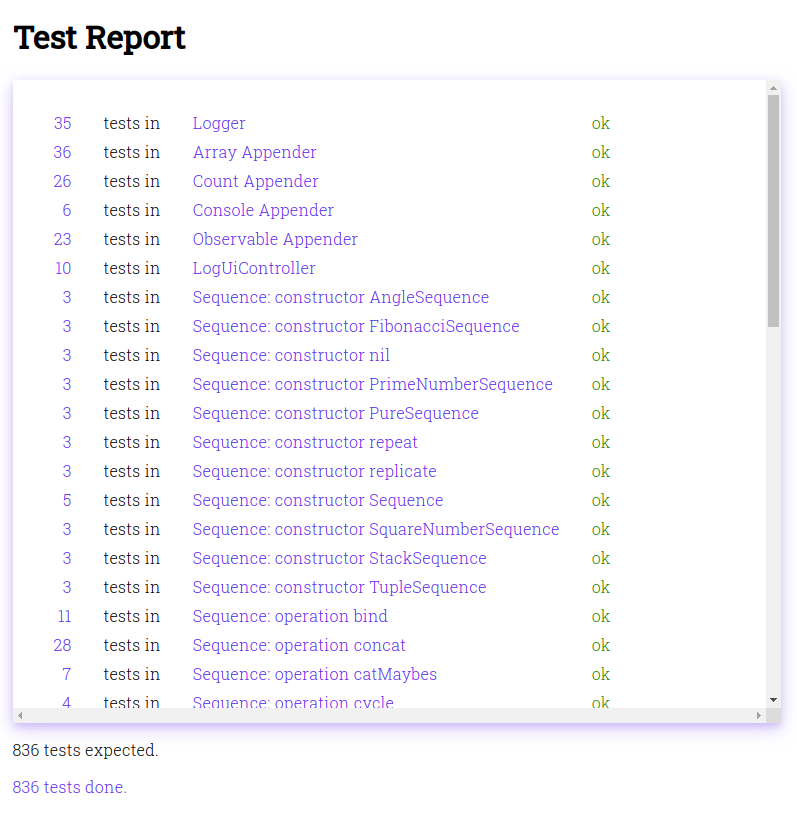 Test Report
35 tests in Logger ok
36 tests in Array Appender ok
26 tests in Count Appender ok
6 tests in Console Appender ok
23 tests in Observable Appender ok
10 tests in LogUiController ok
3 tests in Sequence: constructor AngleSequence ok
3 tests in Sequence: constructor FibonacciSequence ok
3 tests in Sequence: constructor nil ok
3 tests in Sequence: constructor PrimeNumberSequence ok
3 tests in Sequence: constructor PureSequence ok
3 tests in Sequence: constructor repeat ok
3 tests in Sequence: constructor replicate ok
5 tests in Sequence: constructor Sequence ok
3 tests in Sequence: constructor SquareNumberSequence ok
3 tests in Sequence: constructor StackSequence ok
3 tests in Sequence: constructor TupleSequence ok
11 tests in Sequence: operation bind ok
28 tests in Sequence: operation concat ok
7 tests in Sequence: operation catMaybes ok
4 tests in Sequence: operation cycle ok
836 tests expected.
836 tests done.